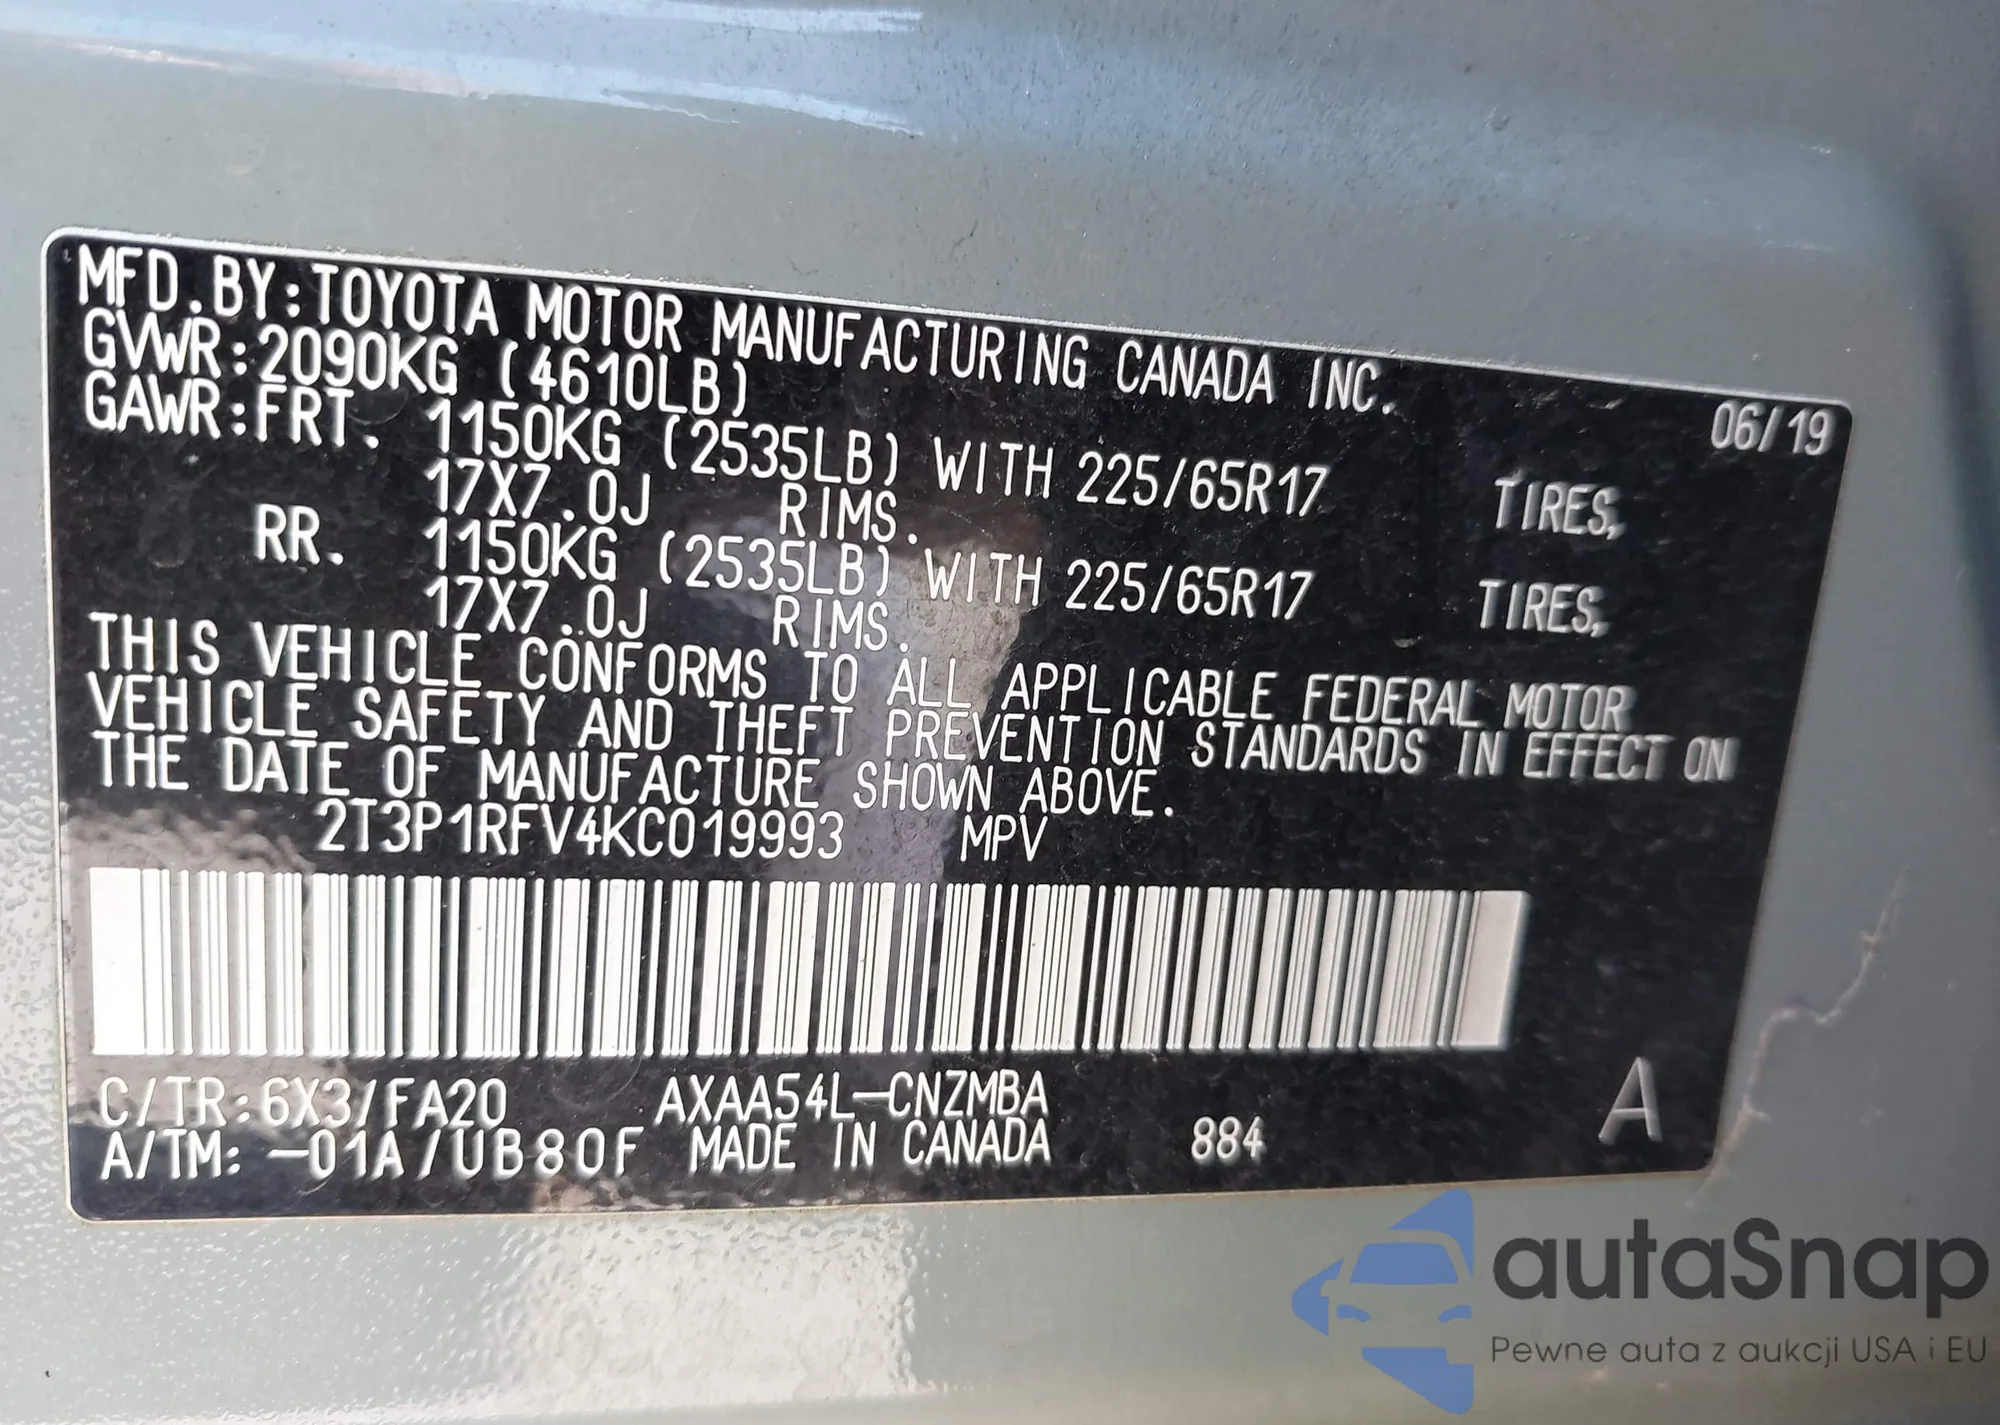 MFD.BY:TOYOTA MOTOR MANUFACTURING CANADA INC.
GVWR:2090KG (4610LB) 06/19
GAWR:FRT. 1150KG (2535LB) WITH 225/65R17 TIRES,
17X7.0J RIMS.
RR. 1150KG (2535LB) WITH 225/65R17 TIRES,
17X7.0J RIMS.
THIS VEHICLE CONFORMS TO ALL APPLICABLE FEDERAL MOTOR
VEHICLE SAFETY AND THEFT PREVENTION STANDARDS IN EFFECT ON
THE DATE OF MANUFACTURE SHOWN ABOVE.
2T3P1RFV4KC019993 MPV
C/TR:6X3/FA20 AXAA54L-CNZMBA A
A/TM: -01A/UB80F MADE IN CANADA 884
autaSnap
Pewne auta z aukcji USA i EU